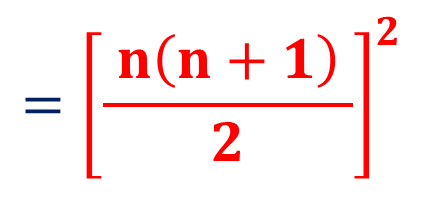 = [n(n + 1)/2]²